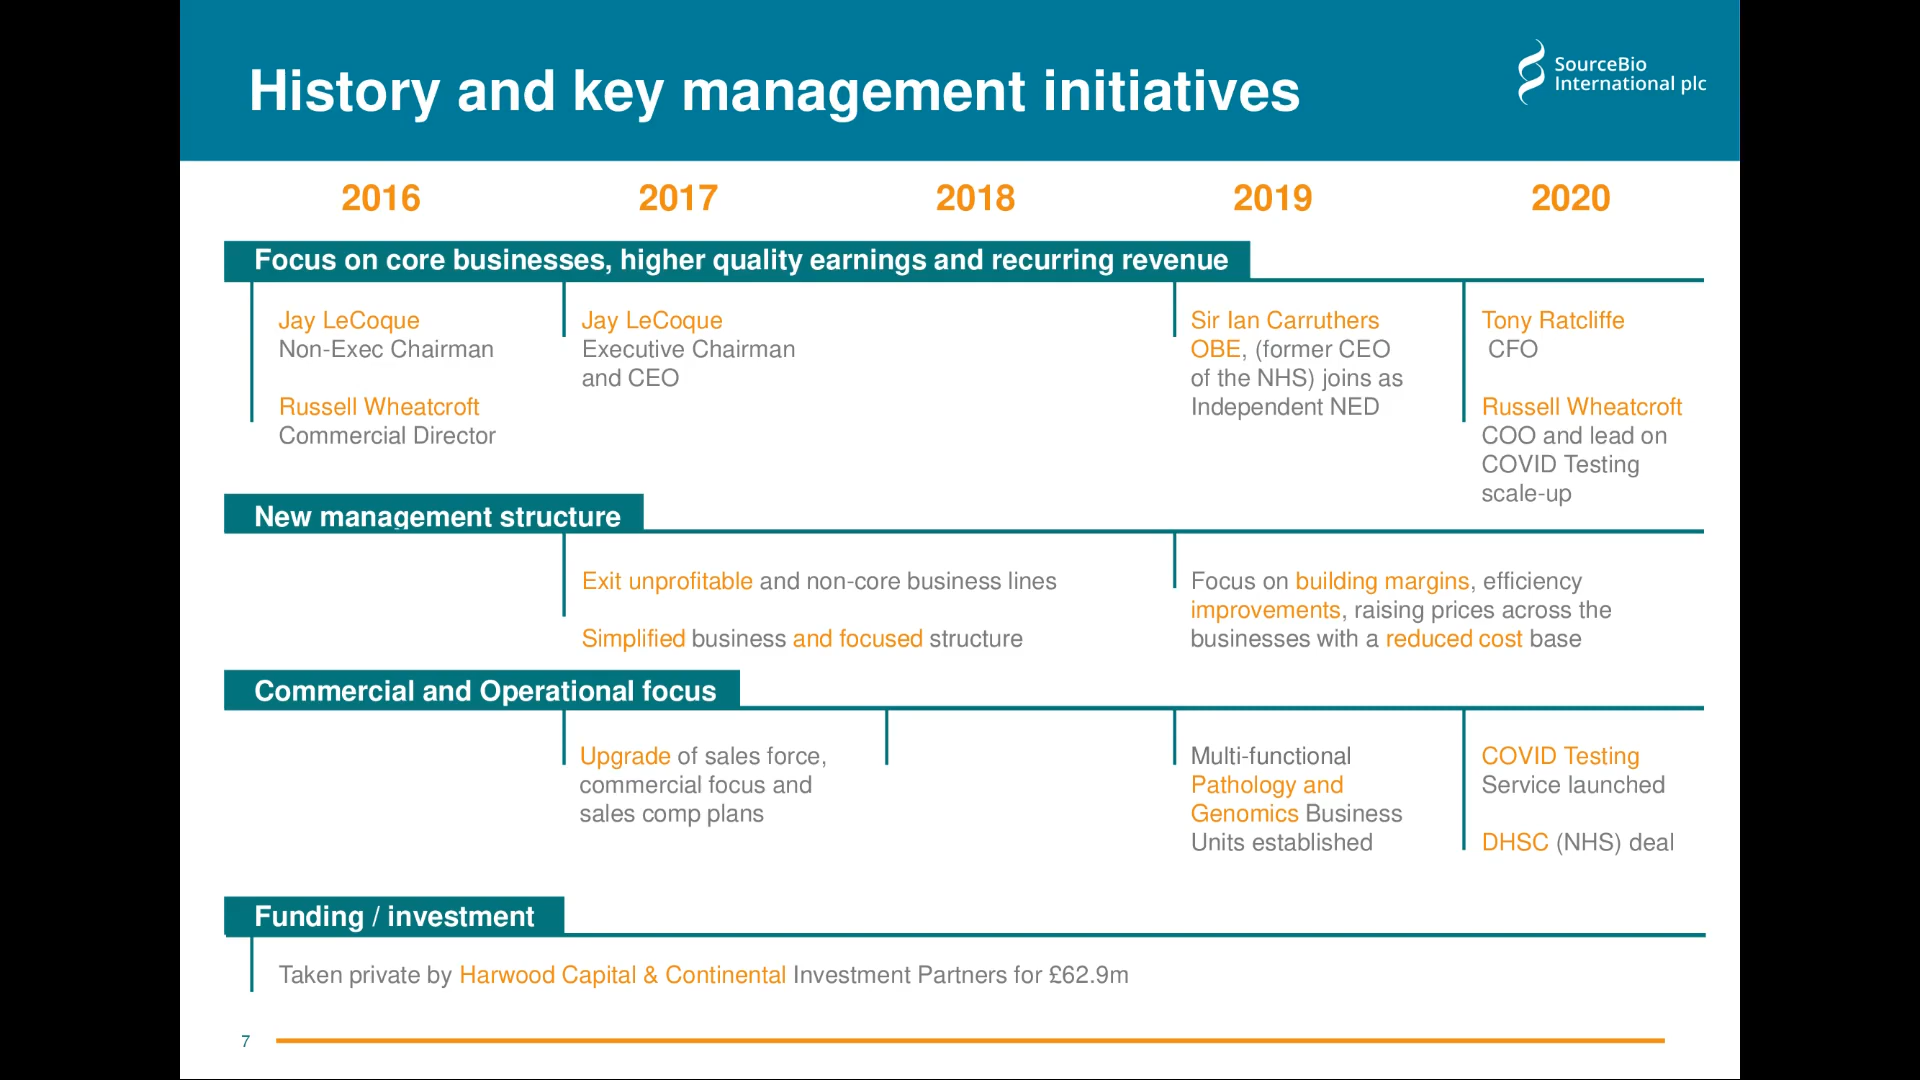 History and key management initiatives
SourceBio
International plc
2016 2017 2018 2019 2020
Focus on core businesses, higher quality earnings and recurring revenue
Jay LeCoque
Non-Exec Chairman
Russell Wheatcroft
Commercial Director
Jay LeCoque
Executive Chairman
and CEO
Sir Ian Carruthers
OBE, (former CEO
of the NHS) joins as
Independent NED
Tony Ratcliffe
CFO
Russell Wheatcroft
COO and lead on
COVID Testing
scale-up
New management structure
Exit unprofitable and non-core business lines
Simplified business and focused structure
Focus on building margins, efficiency
improvements, raising prices across the
businesses with a reduced cost base
Commercial and Operational focus
Upgrade of sales force,
commercial focus and
sales comp plans
Multi-functional
Pathology and
Genomics Business
Units established
COVID Testing
Service launched
DHSC (NHS) deal
Funding / investment
Taken private by Harwood Capital & Continental Investment Partners for £62.9m
7